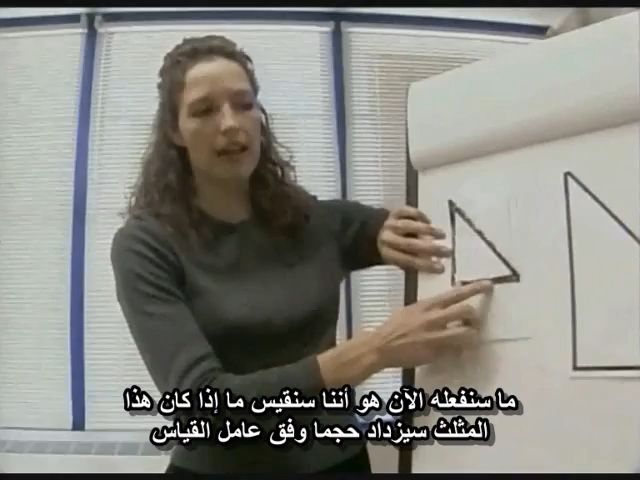 ما سنفعله الآن هو أننا سنقيس ما إذا كان هذا
المثلث سيزداد حجما وفق عامل القياس